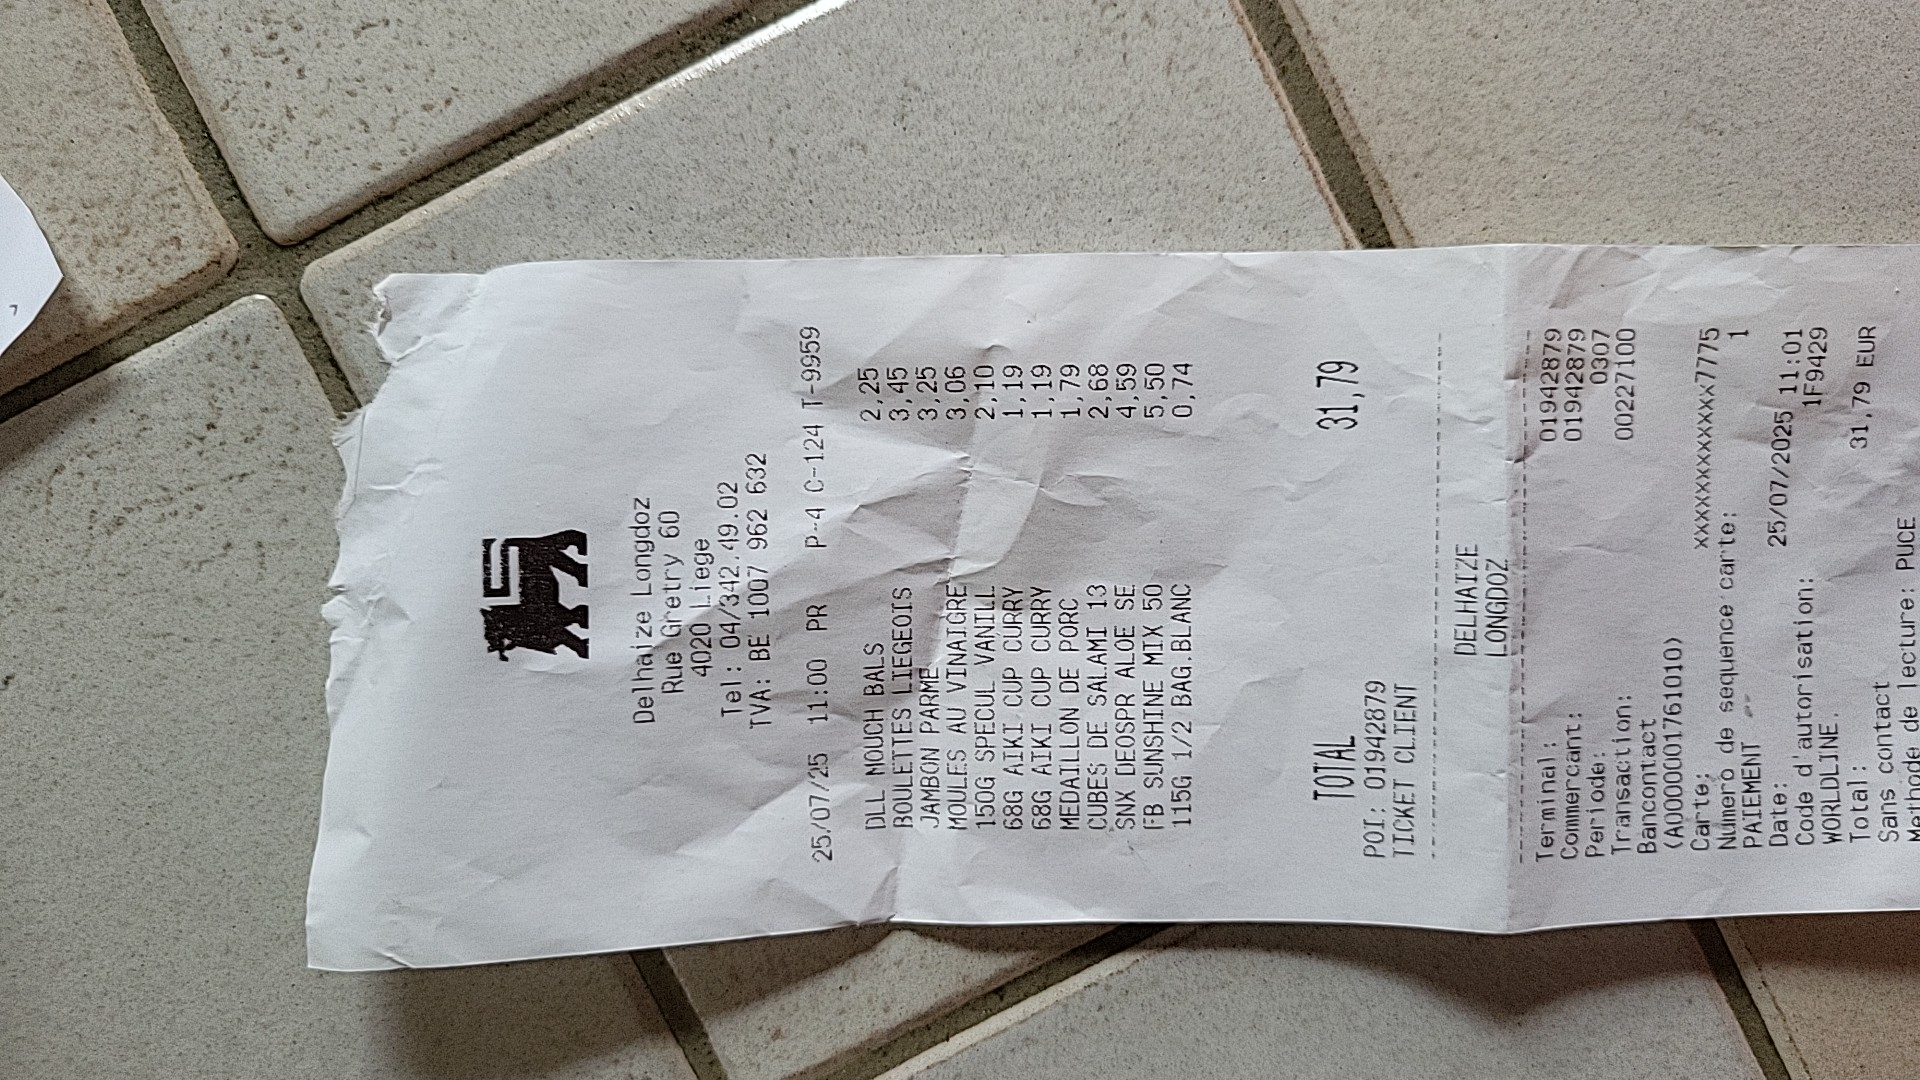 Delhaize Longdoz
Rue Gretry 60
4020 Liege
Tel: 04/342.49.02
TVA: BE 1007 962 632
25/07/25 11:00 PR P-4 C-124 T-9959
DLL MOUCH BALS 2,25
BOULETTES LIEGEOIS 3,45
JAMBON PARME 3,25
MOULES AU VINAIGRE 3,06
150G SPECUL VANILL 2,10
68G AIKI CUP CURRY 1,19
68G AIKI CUP CURRY 1,19
MEDAILLON DE PORC 1,79
CUBES DE SALAMI 13 2,68
SNX DEOSPR ALOE SE 4,59
FB SUNSHINE MIX 50 5,50
115G 1/2 BAG.BLANC 0,74
TOTAL 31,79
POI: 01942879
TICKET CLIENT
DELHAIZE
LONGDOZ
Terminal: 01942879
Commercant: 01942879
Periode: 0307
Transaction: 00227100
Bancontact
(A0000001761010)
Carte: xxxxxxxxxxxxx7775
Numero de sequence carte: 1
PAIEMENT
Date: 25/07/2025 11:01
Code d'autorisation: 1F9429
WORLDLINE.
Total: 31,79 EUR
Sans contact
Methode de lecture: PUCE